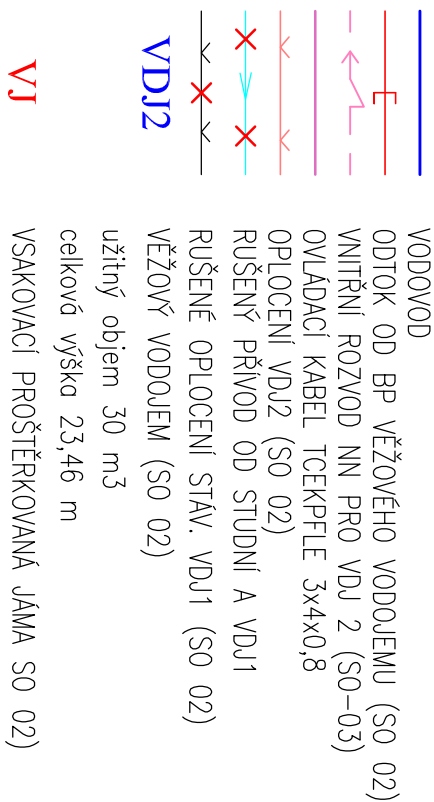 VODOVOD
ODTOK OD BP VĚŽOVÉHO VODOJEMU (SO 02)
VNITŘNÍ ROZVOD NN PRO VDJ 2 (SO-03)
OVLÁDACÍ KABEL TCEKPFLE 3x4x0,8
OPLOCENÍ VDJ2 (SO 02)
RUŠENÝ PŘÍVOD OD STUDNÍ A VDJ1
RUŠENÉ OPLOCENÍ STÁV. VDJ1 (SO 02)
VDJ2 VĚŽOVÝ VODOJEM (SO 02)
užitný objem 30 m3
celková výška 23,46 m
VJ VSAKOVACÍ PROŠTĚRKOVANÁ JÁMA SO 02)